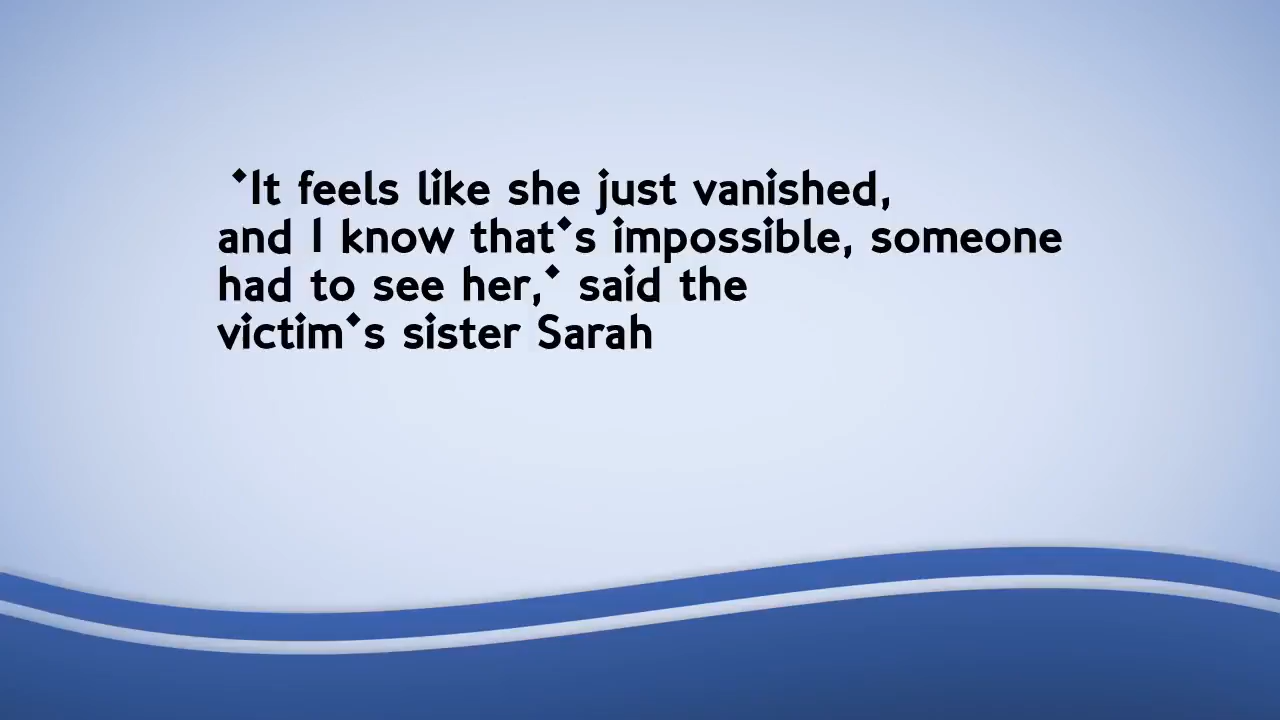 "It feels like she just vanished,
and I know that's impossible, someone
had to see her," said the
victim's sister Sarah